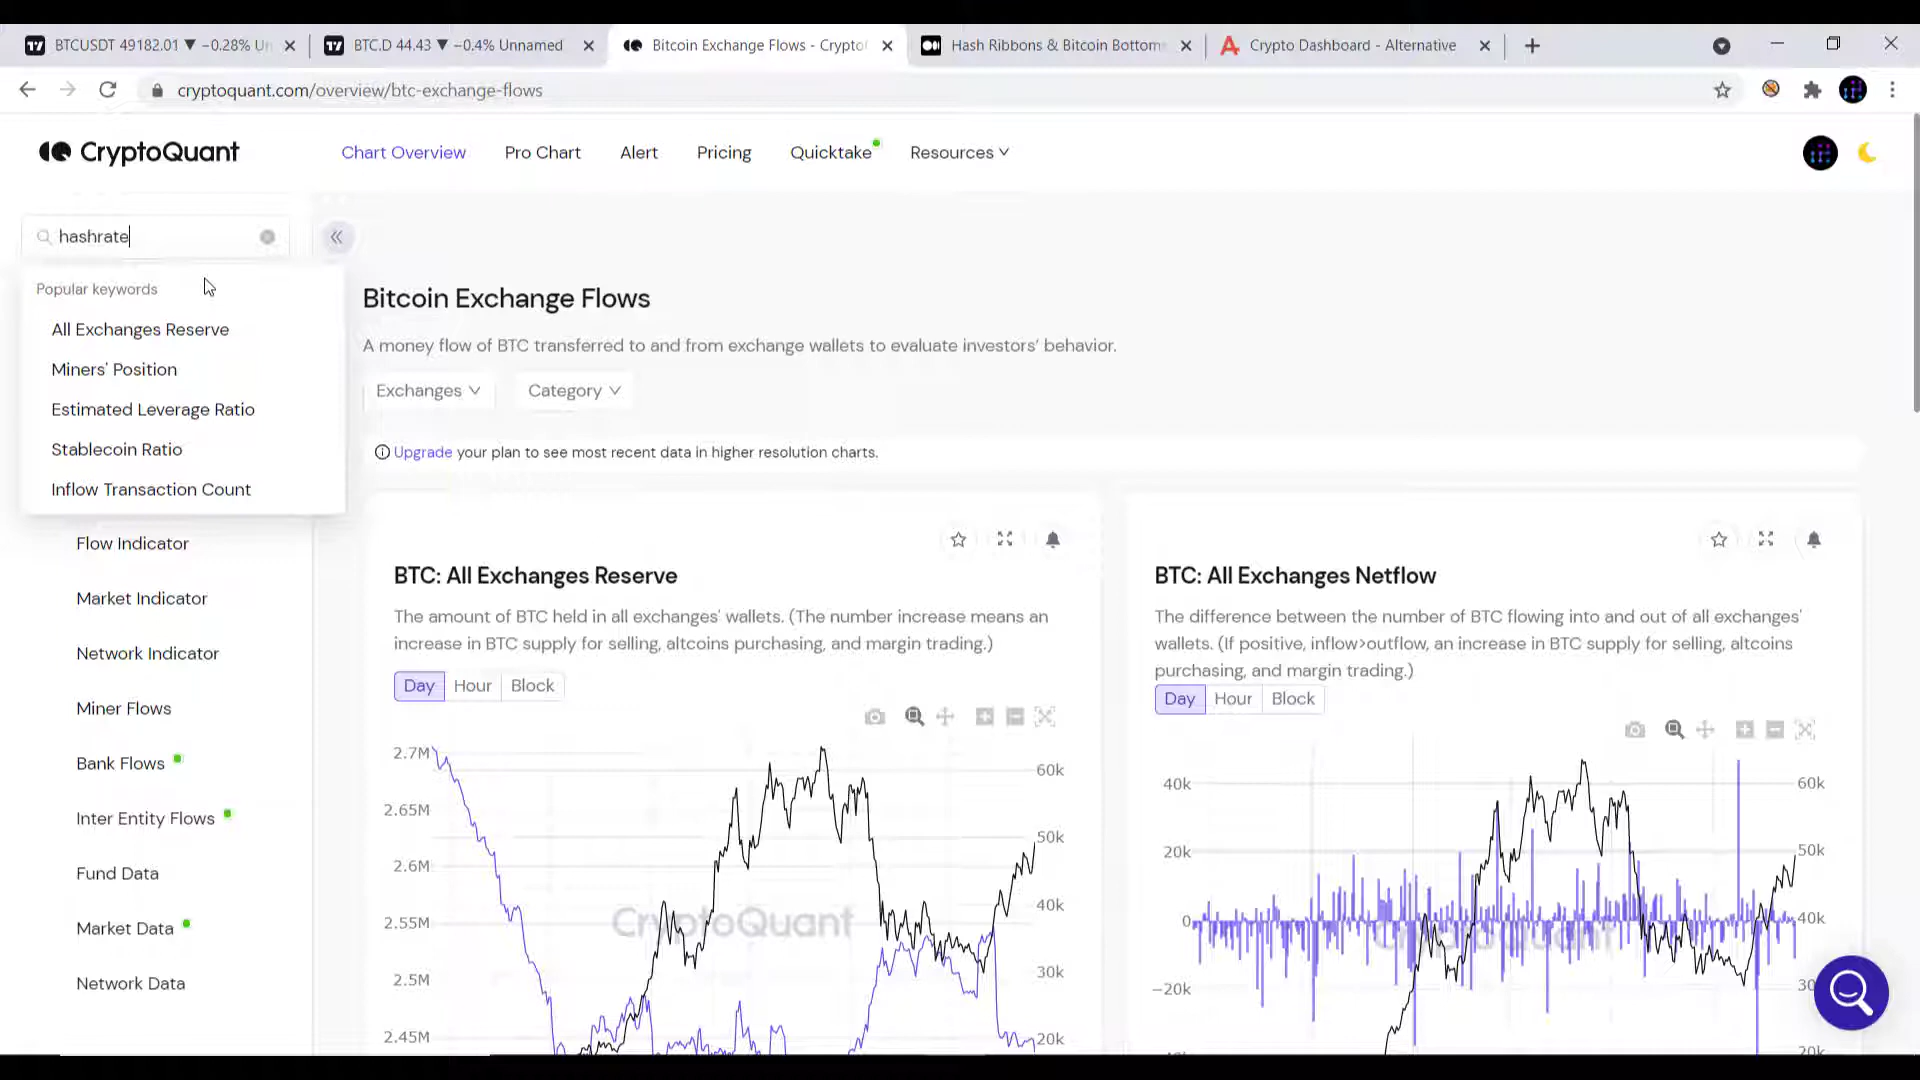 BTCUSDT 49182.01 ▼ −0.28% Un
BTC.D 44.43 ▼ −0.4% Unnamed
Bitcoin Exchange Flows - Crypto
Hash Ribbons & Bitcoin Bottom
Crypto Dashboard - Alternative
cryptoquant.com/overview/btc-exchange-flows
CryptoQuant
Chart Overview
Pro Chart
Alert
Pricing
Quicktake
Resources
hashrate
Popular keywords
All Exchanges Reserve
Miners' Position
Estimated Leverage Ratio
Stablecoin Ratio
Inflow Transaction Count
Flow Indicator
Market Indicator
Network Indicator
Miner Flows
Bank Flows
Inter Entity Flows
Fund Data
Market Data
Network Data
Bitcoin Exchange Flows
A money flow of BTC transferred to and from exchange wallets to evaluate investors' behavior.
Exchanges
Category
Upgrade your plan to see most recent data in higher resolution charts.
BTC: All Exchanges Reserve
The amount of BTC held in all exchanges' wallets. (The number increase means an
increase in BTC supply for selling, altcoins purchasing, and margin trading.)
Day Hour Block
2.7M
2.65M
2.6M
2.55M
2.5M
2.45M
60k
50k
40k
30k
20k
CryptoQuant
BTC: All Exchanges Netflow
The difference between the number of BTC flowing into and out of all exchanges'
wallets. (If positive, inflow>outflow, an increase in BTC supply for selling, altcoins
purchasing, and margin trading.)
Day Hour Block
40k
20k
0
−20k
60k
50k
40k
30
20k
CryptoQuant